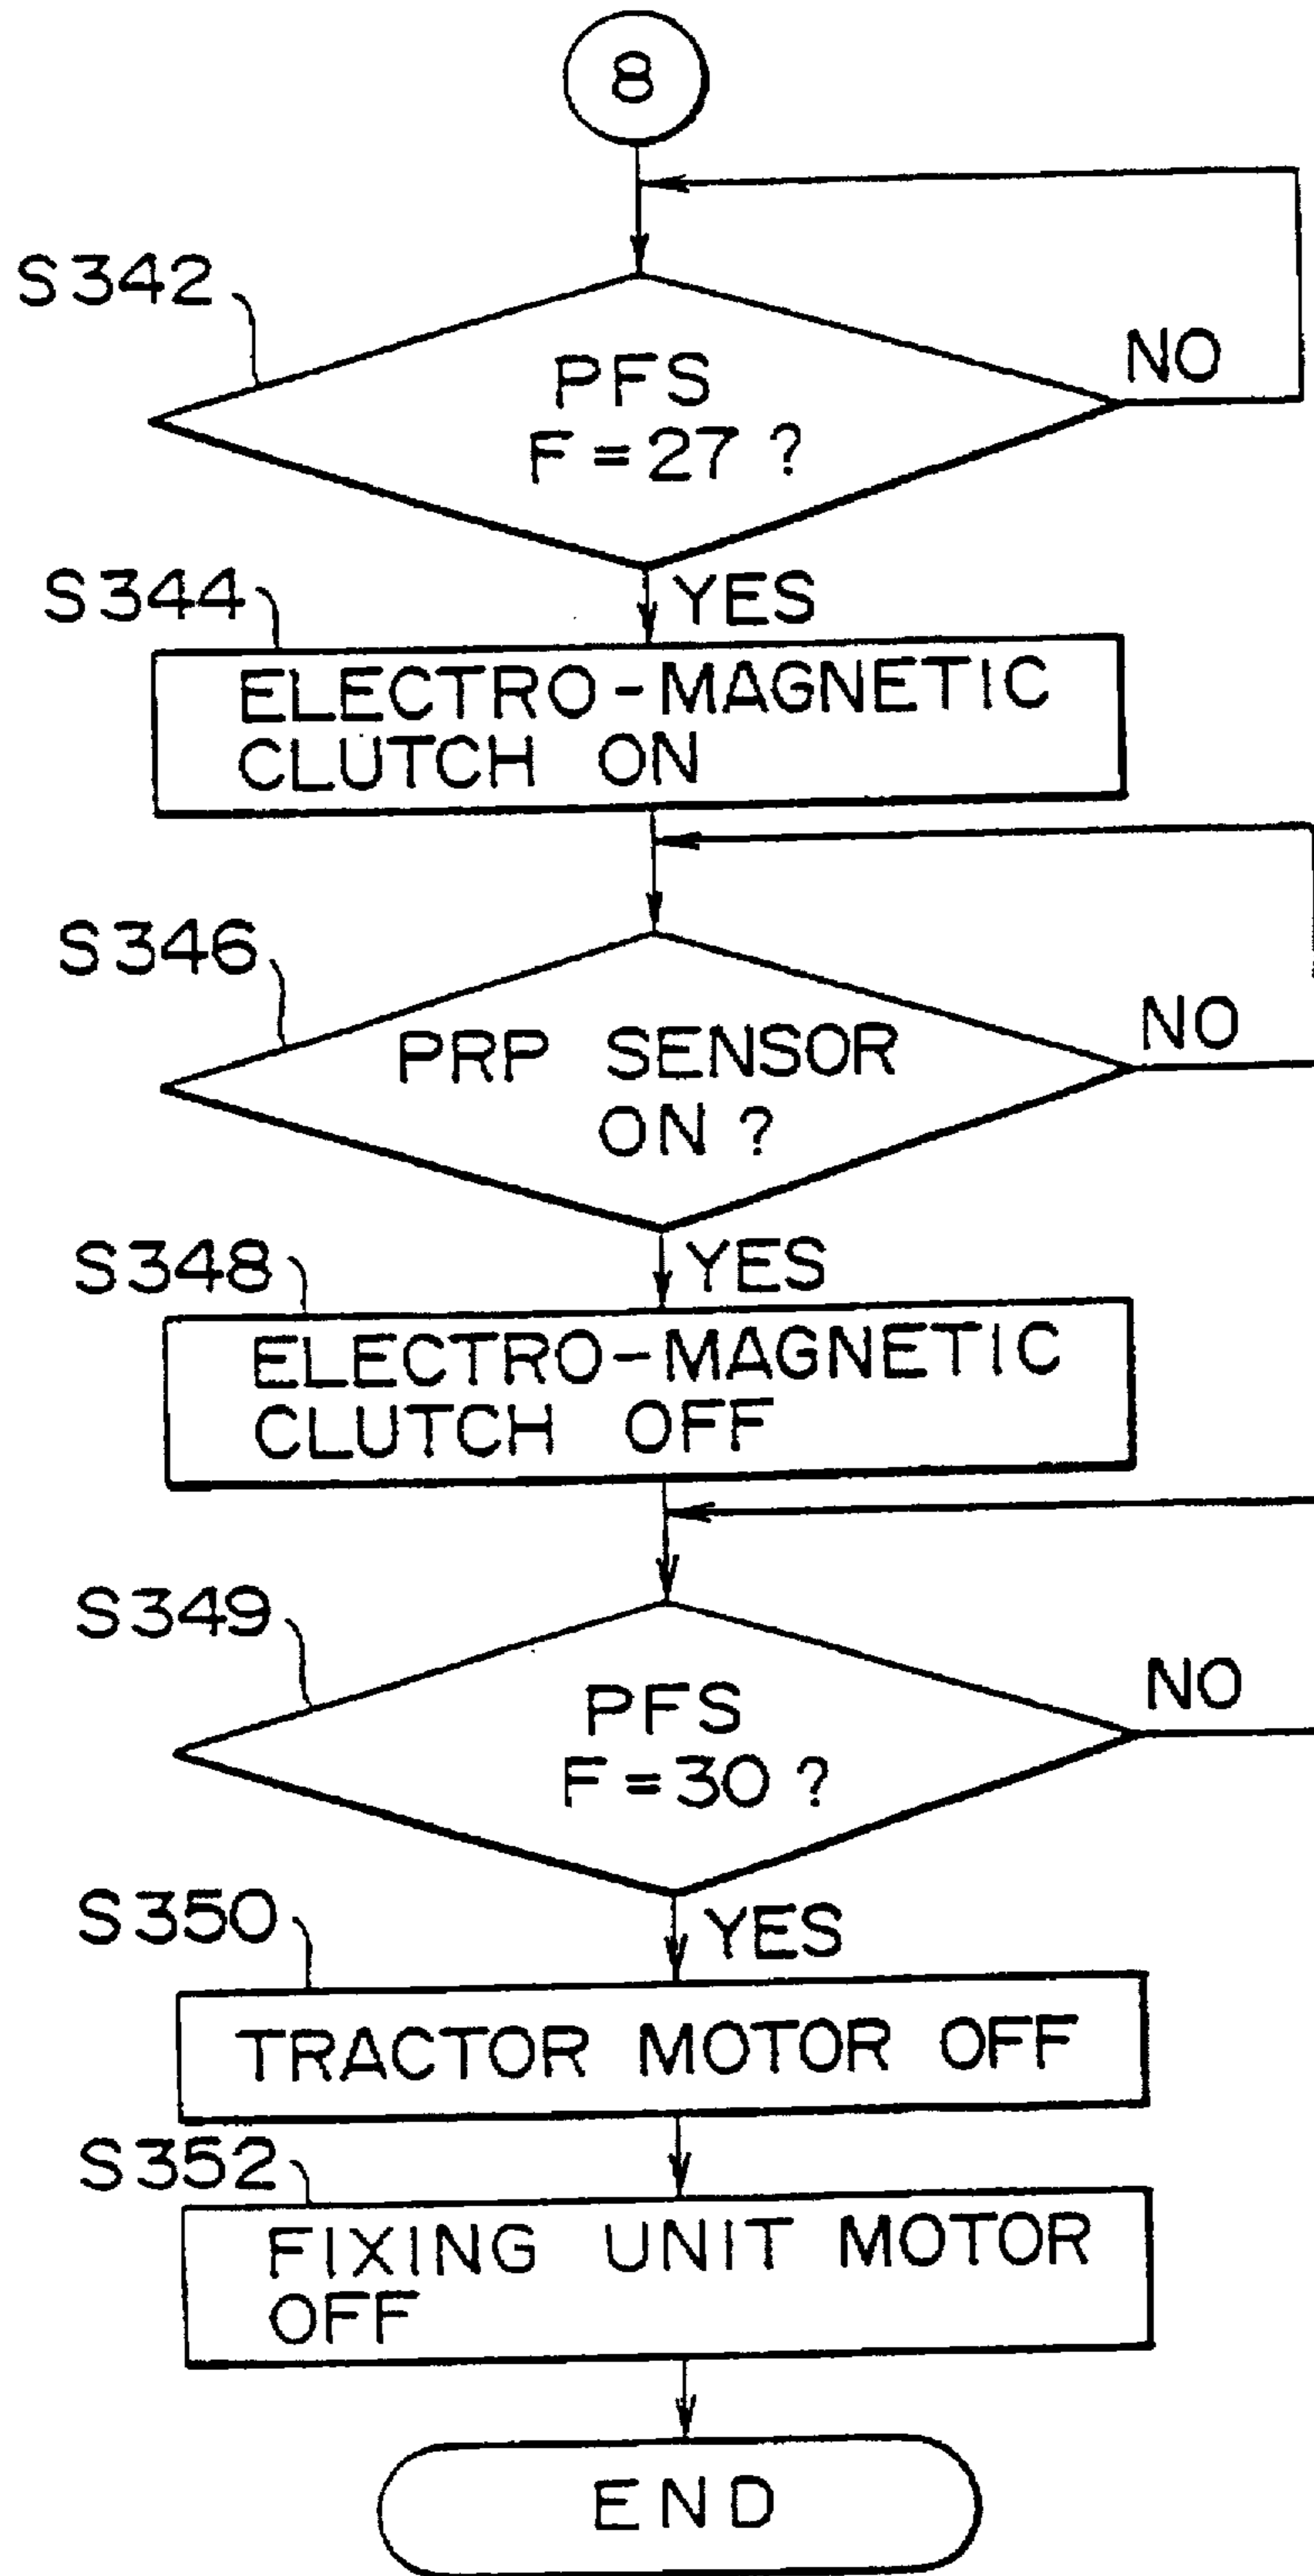 8
S342
PFS
F=27?
NO
YES
S344
ELECTRO-MAGNETIC
CLUTCH ON
S346
PRP SENSOR
ON?
NO
YES
S348
ELECTRO-MAGNETIC
CLUTCH OFF
S349
PFS
F=30?
NO
YES
S350
TRACTOR MOTOR OFF
S352
FIXING UNIT MOTOR
OFF
END